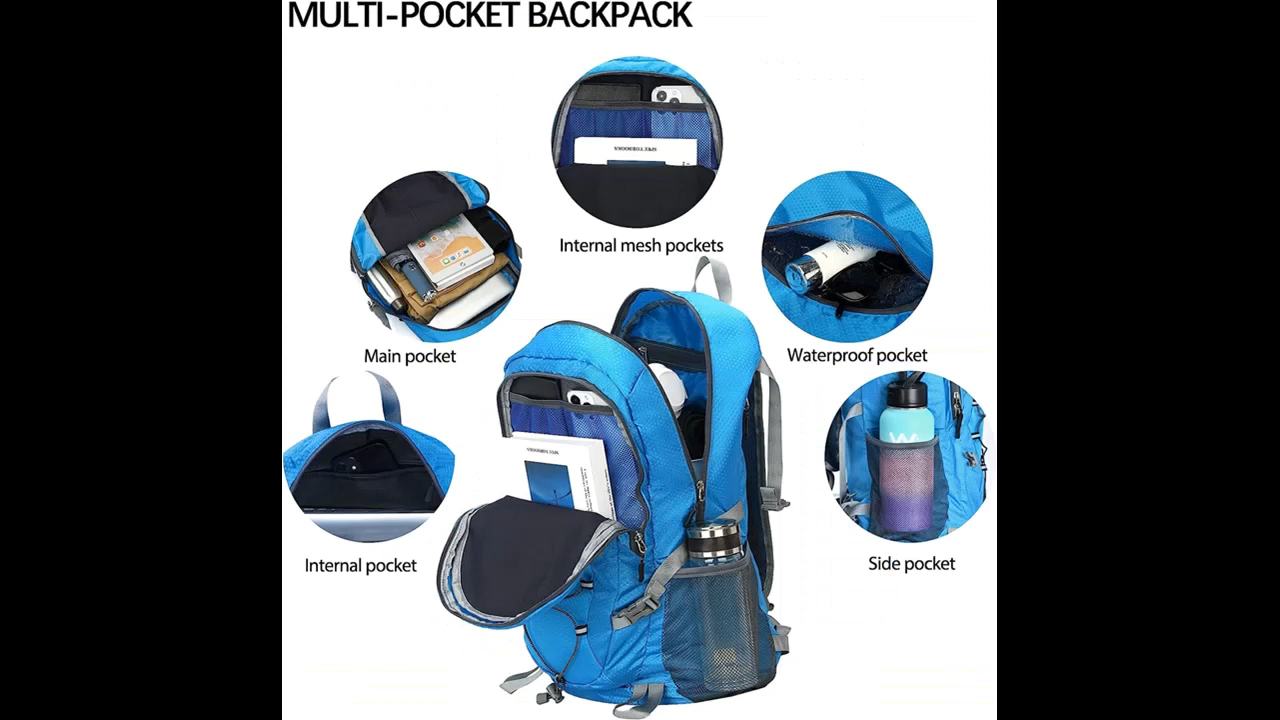 MULTI-POCKET BACKPACK
Internal mesh pockets
Main pocket
Waterproof pocket
Internal pocket
Side pocket